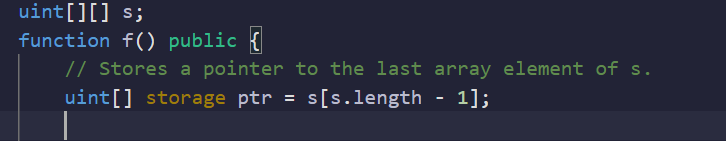 uint[][] s;
function f() public {
// Stores a pointer to the last array element of s.
uint[] storage ptr = s[s.length - 1];